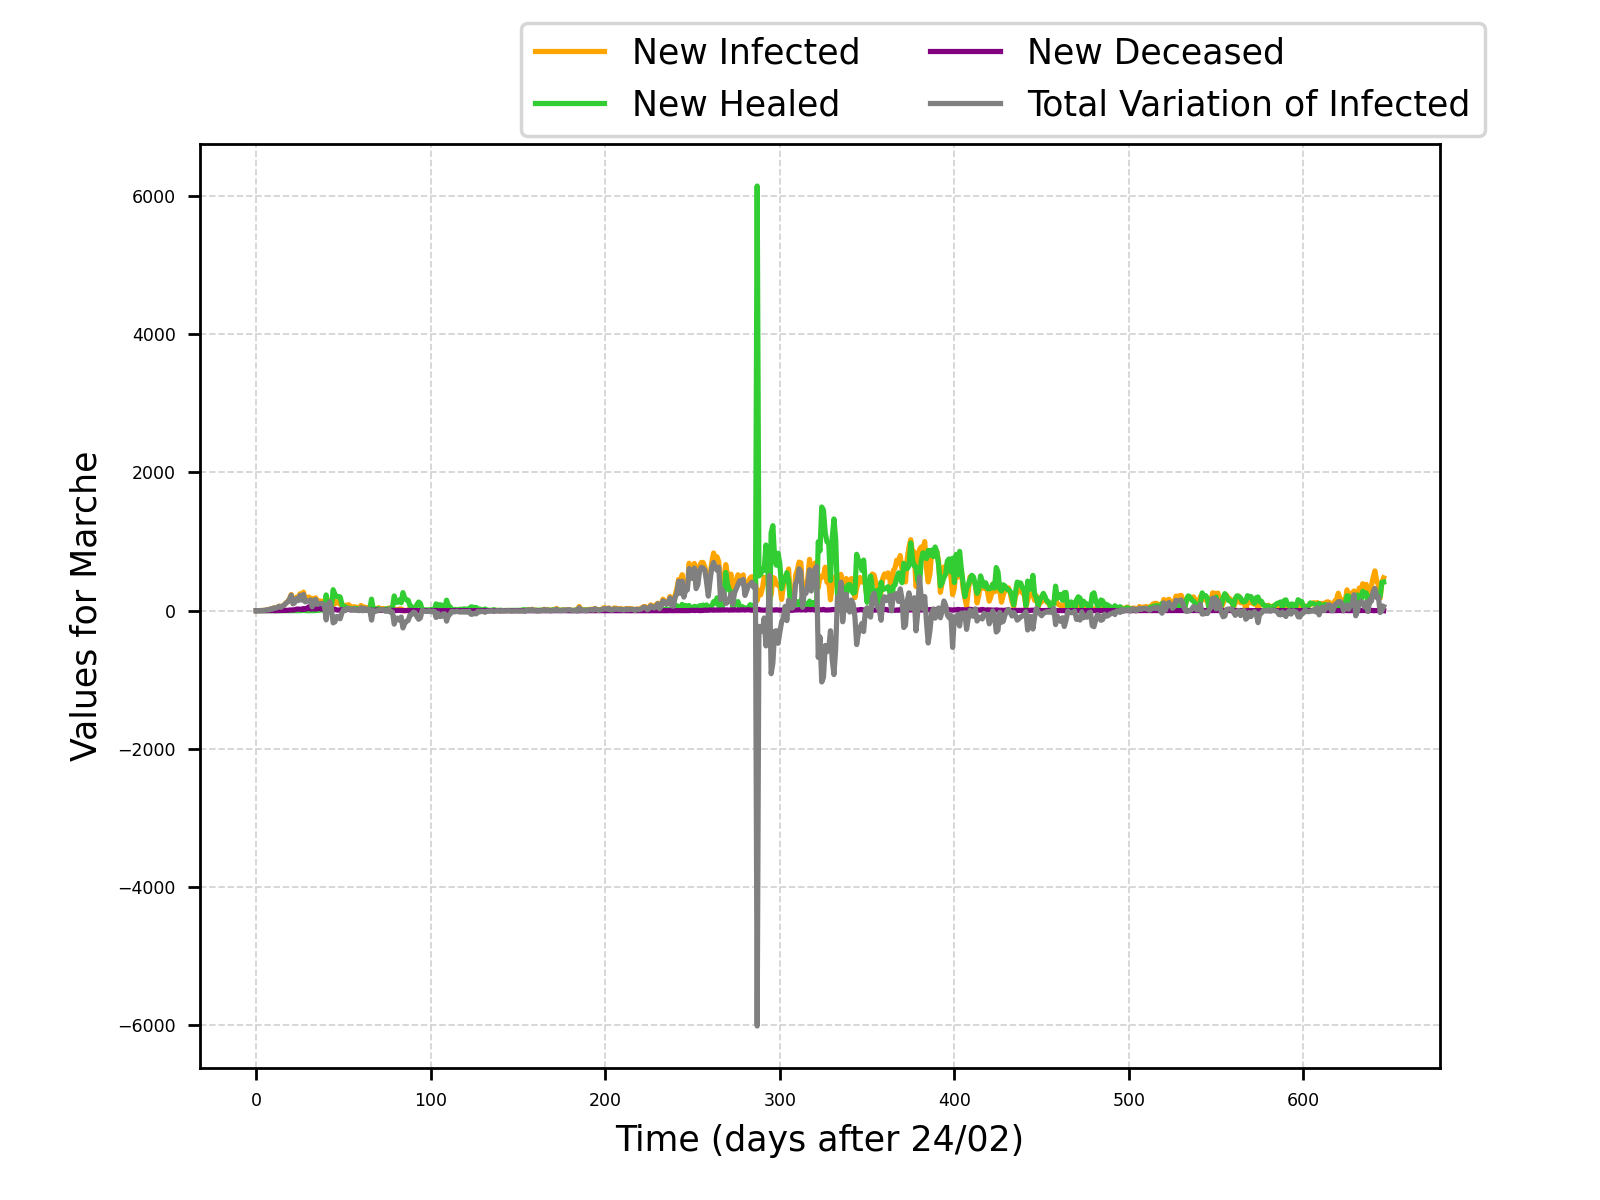 New Infected
New Healed
New Deceased
Total Variation of Infected
6000
4000
2000
0
−2000
−4000
−6000
Values for Marche
0 100 200 300 400 500 600
Time (days after 24/02)